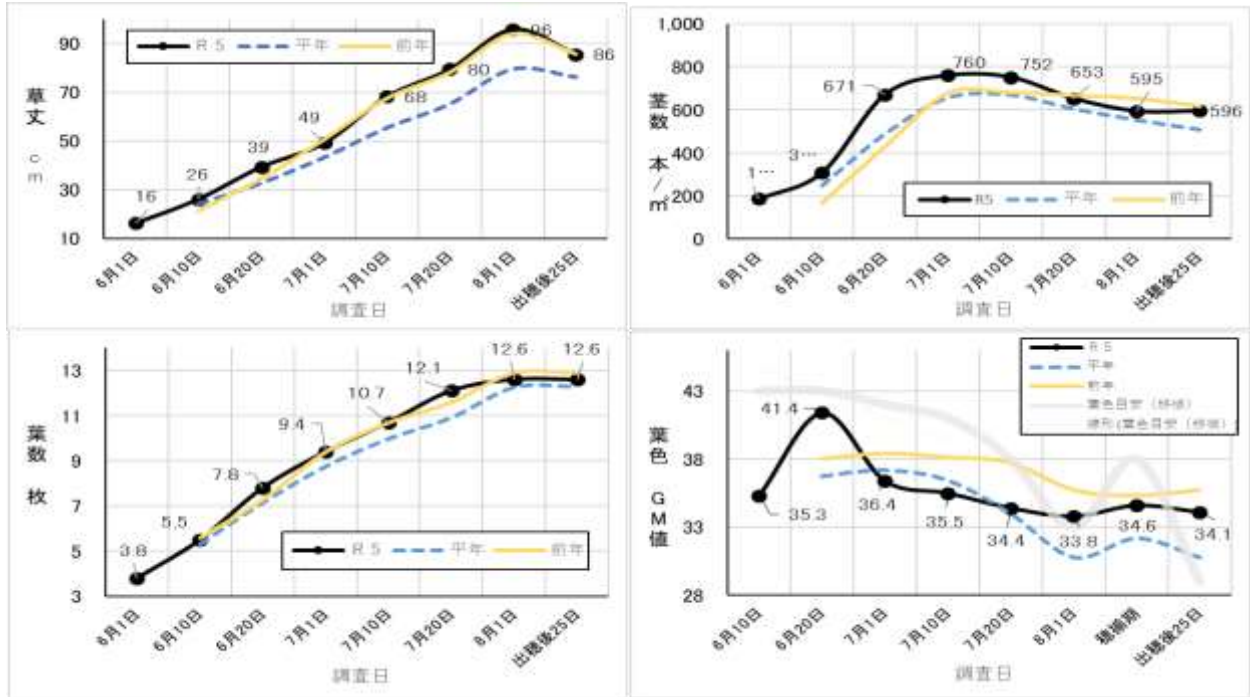 草丈 cm
90
70
50
30
10
R5 平年 前年
16
26
39
49
68
80
96
86
6月1日
6月10日
6月20日
7月1日
7月10日
7月20日
8月1日
出穂後25日
調査日
茎数 本/㎡
1,000
800
600
400
200
0
1…
3…
671
760
752
653
595
596
R5 平年 前年
6月1日
6月10日
6月20日
7月1日
7月10日
7月20日
8月1日
出穂後25日
調査日
葉数 枚
13
11
9
7
5
3
3.8
5.5
7.8
9.4
10.7
12.1
12.6
12.6
R5 平年 前年
6月1日
6月10日
6月20日
7月1日
7月10日
7月20日
8月1日
出穂後25日
調査日
葉色 GM値
43
38
33
28
R5
平年
前年
葉色目安
葉色目安
35.3
41.4
36.4
35.5
34.4
33.8
34.6
34.1
6月10日
6月20日
7月1日
7月10日
7月20日
8月1日
穂揃期
出穂後25日
調査日